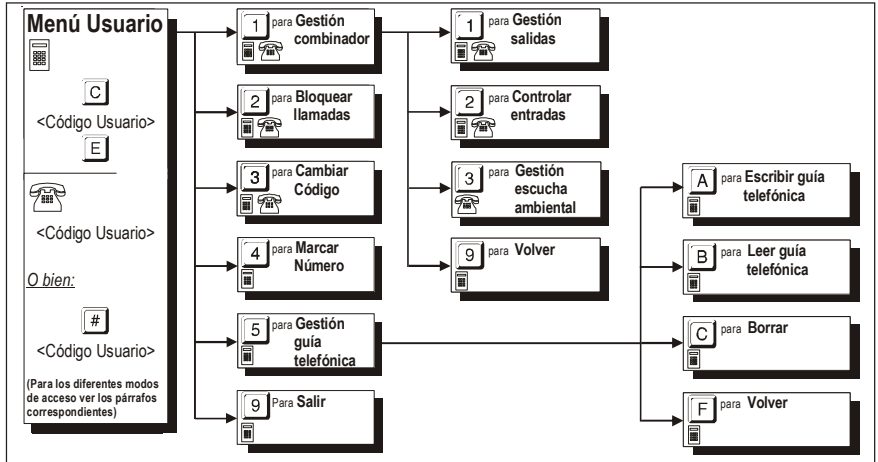 Menú Usuario
C
<Código Usuario>
E
<Código Usuario>
O bien:
#
<Código Usuario>
(Para los diferentes modos
de acceso ver los párrafos
correspondientes)
1 para Gestión
combinador
2 para Bloquear
llamadas
3 para Cambiar
Código
4 para Marcar
Número
5 para Gestión
guía
telefónica
9 Para Salir
1 para Gestión
salidas
2 para Controlar
entradas
3 para Gestión
escucha
ambiental
9 para Volver
A para Escribir guía
telefónica
B para Leer guía
telefónica
C para Borrar
F para Volver